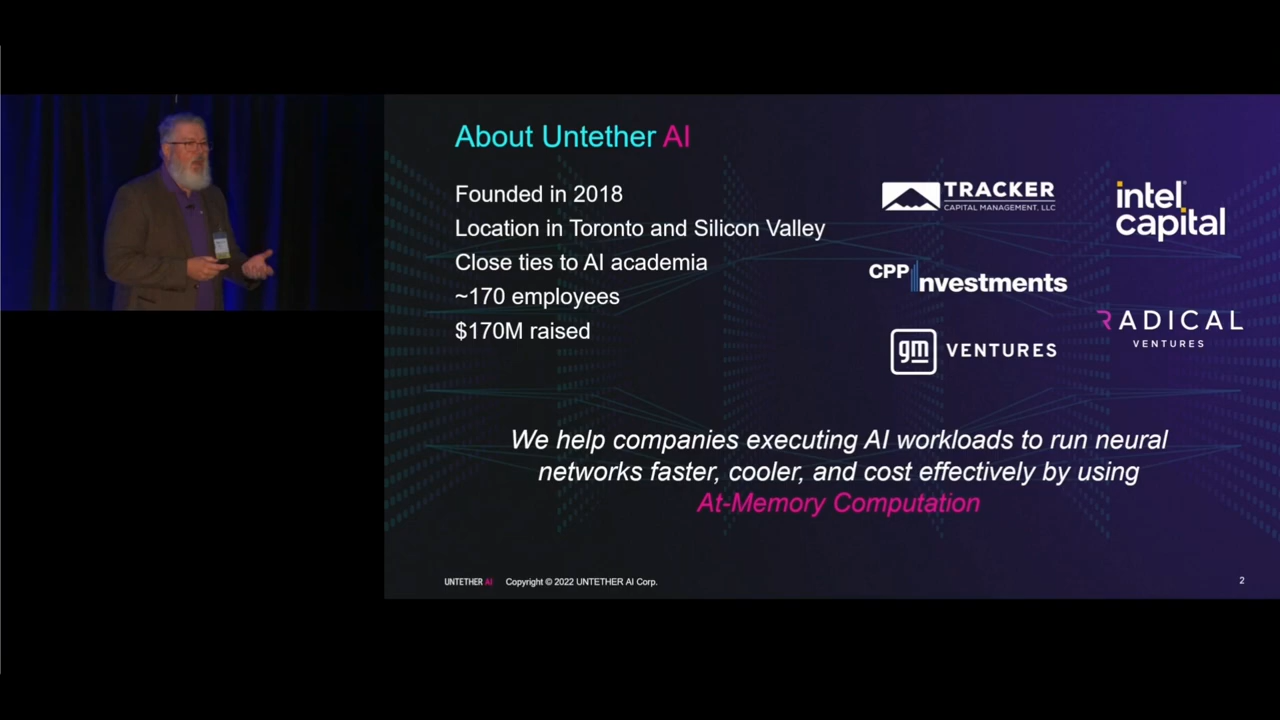 About Untether AI
Founded in 2018
Location in Toronto and Silicon Valley
Close ties to AI academia
~170 employees
$170M raised
TRACKER
CAPITAL MANAGEMENT, LLC
intel
capital
CPP Investments
RADICAL
VENTURES
gm VENTURES
We help companies executing AI workloads to run neural
networks faster, cooler, and cost effectively by using
At-Memory Computation
UNTETHER AI Copyright © 2022 UNTETHER AI Corp.
2